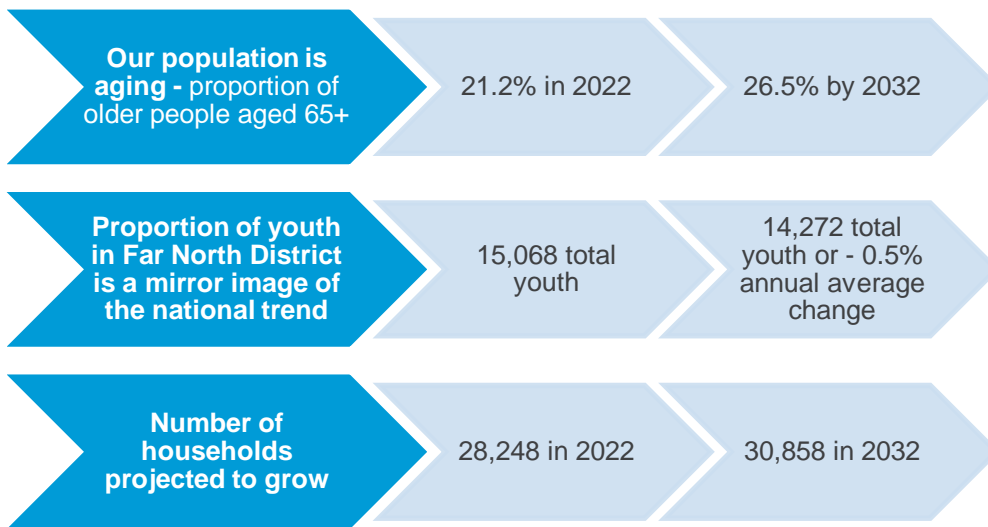 Our population is
aging - proportion of
older people aged 65+
21.2% in 2022
26.5% by 2032
Proportion of youth
in Far North District
is a mirror image of
the national trend
15,068 total
youth
14,272 total
youth or - 0.5%
annual average
change
Number of
households
projected to grow
28,248 in 2022
30,858 in 2032